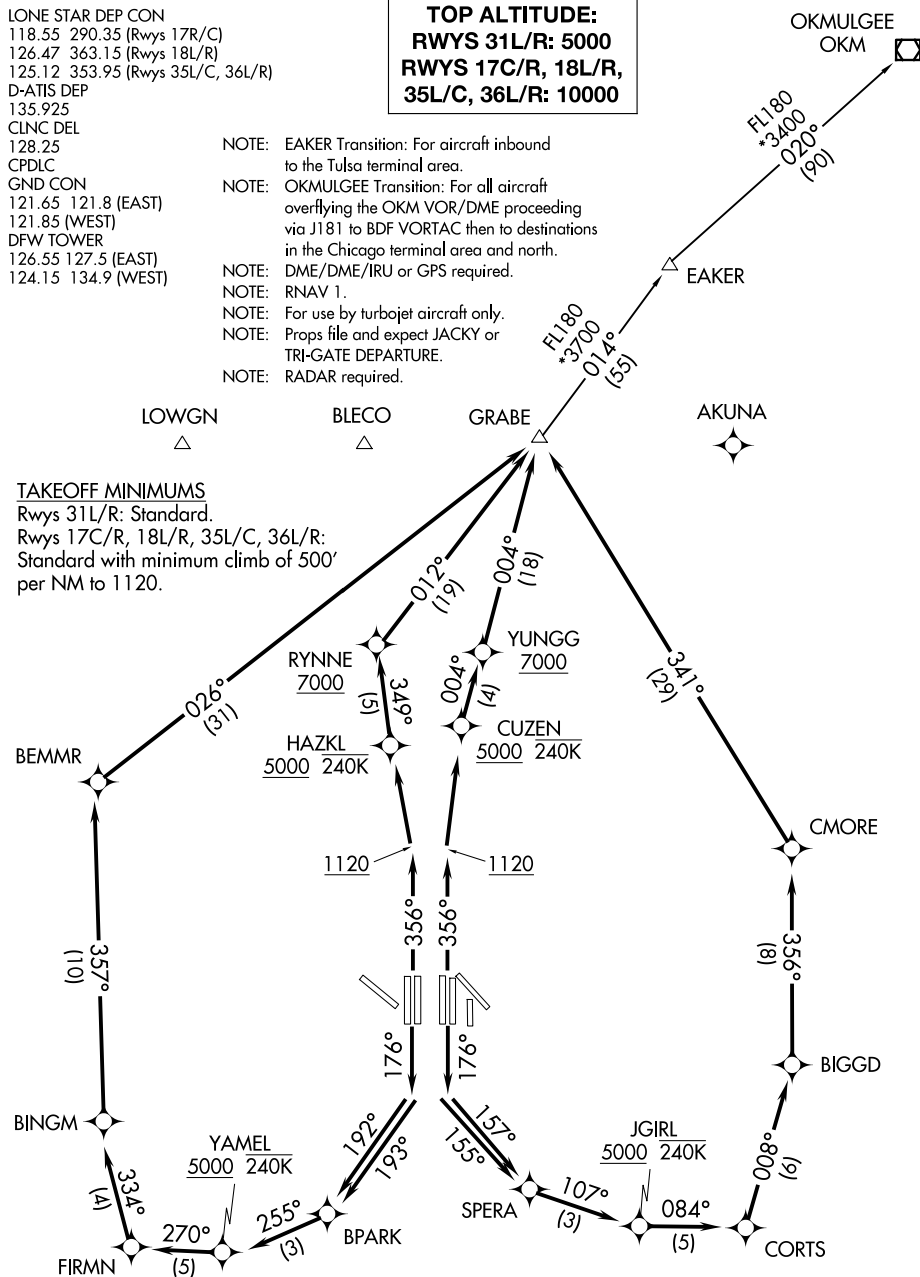 LONE STAR DEP CON
118.55 290.35 (Rwys 17R/C)
126.47 363.15 (Rwys 18L/R)
125.12 353.95 (Rwys 35L/C, 36L/R)
D-ATIS DEP
135.925
CLNC DEL
128.25
CPDLC
GND CON
121.65 121.8 (EAST)
121.85 (WEST)
DFW TOWER
126.55 127.5 (EAST)
124.15 134.9 (WEST)
TOP ALTITUDE:
RWYS 31L/R: 5000
RWYS 17C/R, 18L/R,
35L/C, 36L/R: 10000
OKMULGEE
OKM
NOTE: EAKER Transition: For aircraft inbound
to the Tulsa terminal area.
NOTE: OKMULGEE Transition: For all aircraft
overflying the OKM VOR/DME proceeding
via J181 to BDF VORTAC then to destinations
in the Chicago terminal area and north.
NOTE: DME/DME/IRU or GPS required.
NOTE: RNAV 1.
NOTE: For use by turbojet aircraft only.
NOTE: Props file and expect JACKY or
TRI-GATE DEPARTURE.
NOTE: RADAR required.
FL180
*3400
020°
(90)
EAKER
FL180
*3700
014°
(55)
LOWGN
BLECO
GRABE
AKUNA
TAKEOFF MINIMUMS
Rwys 31L/R: Standard.
Rwys 17C/R, 18L/R, 35L/C, 36L/R:
Standard with minimum climb of 500'
per NM to 1120.
012°
(19)
004°
(18)
RYNNE
7000
YUNGG
7000
026°
(31)
341°
(29)
349°
(5)
004°
(4)
HAZKL
5000 240K
CUZEN
5000 240K
BEMMR
CMORE
1120
1120
356°
356°
357°
(10)
356°
(8)
176°
176°
BIGGD
BINGM
YAMEL
5000 240K
192°
193°
157°
155°
JGIRL
5000 240K
334°
(4)
270°
(5)
255°
(3)
BPARK
SPERA
107°
(3)
084°
(5)
008°
(6)
FIRMN
CORTS